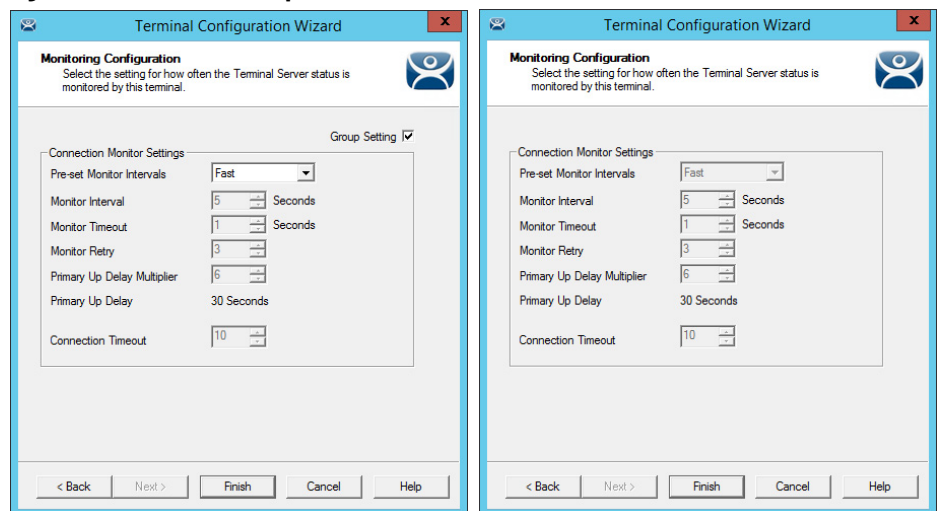 Terminal Configuration Wizard
x
Monitoring Configuration
Select the setting for how often the Terminal Server status is
monitored by this terminal.
Group Setting
Connection Monitor Settings
Pre-set Monitor Intervals Fast
Monitor Interval 5 Seconds
Monitor Timeout 1 Seconds
Monitor Retry 3
Primary Up Delay Multiplier 6
Primary Up Delay 30 Seconds
Connection Timeout 10
< Back Next > Finish Cancel Help
Terminal Configuration Wizard
x
Monitoring Configuration
Select the setting for how often the Terminal Server status is
monitored by this terminal.
Connection Monitor Settings
Pre-set Monitor Intervals Fast
Monitor Interval 5 Seconds
Monitor Timeout 1 Seconds
Monitor Retry 3
Primary Up Delay Multiplier 6
Primary Up Delay 30 Seconds
Connection Timeout 10
< Back Next > Finish Cancel Help